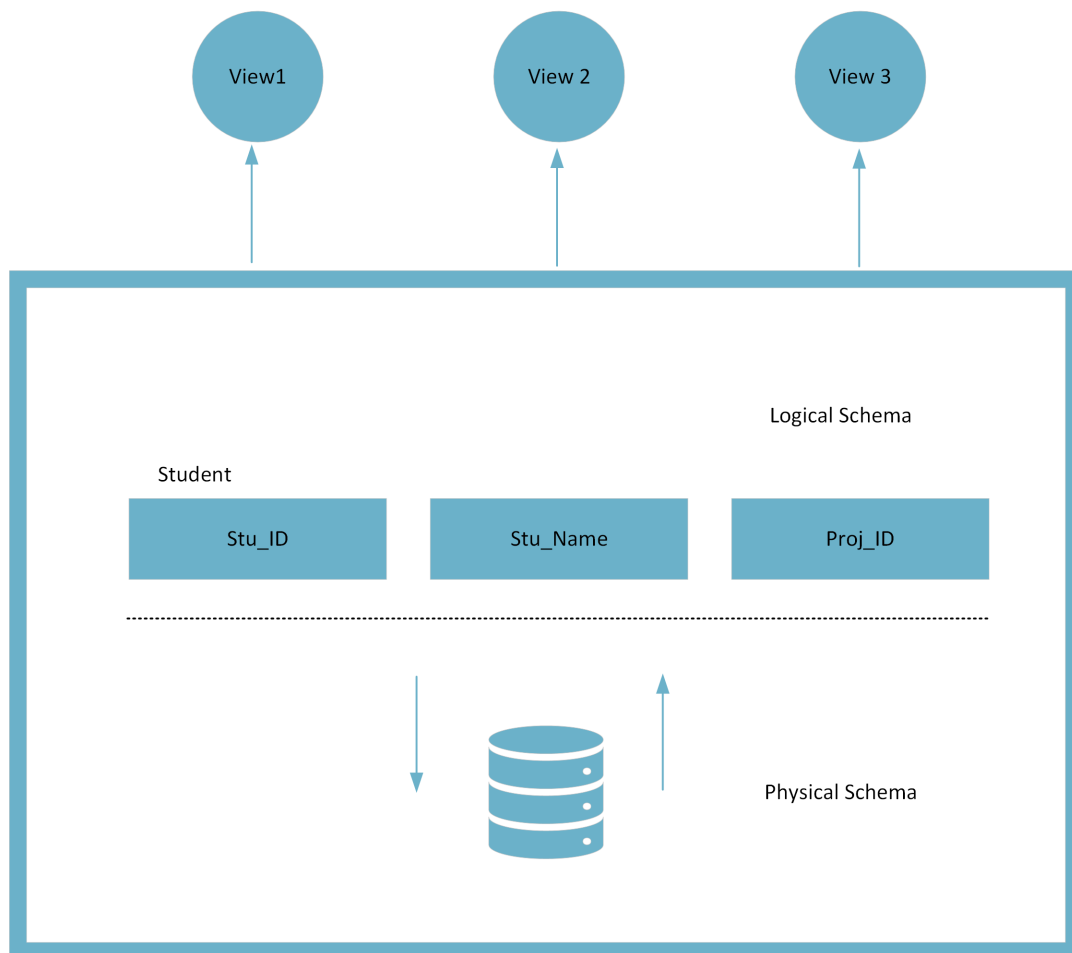 View1
View 2
View 3
Logical Schema
Student
Stu_ID
Stu_Name
Proj_ID
Physical Schema